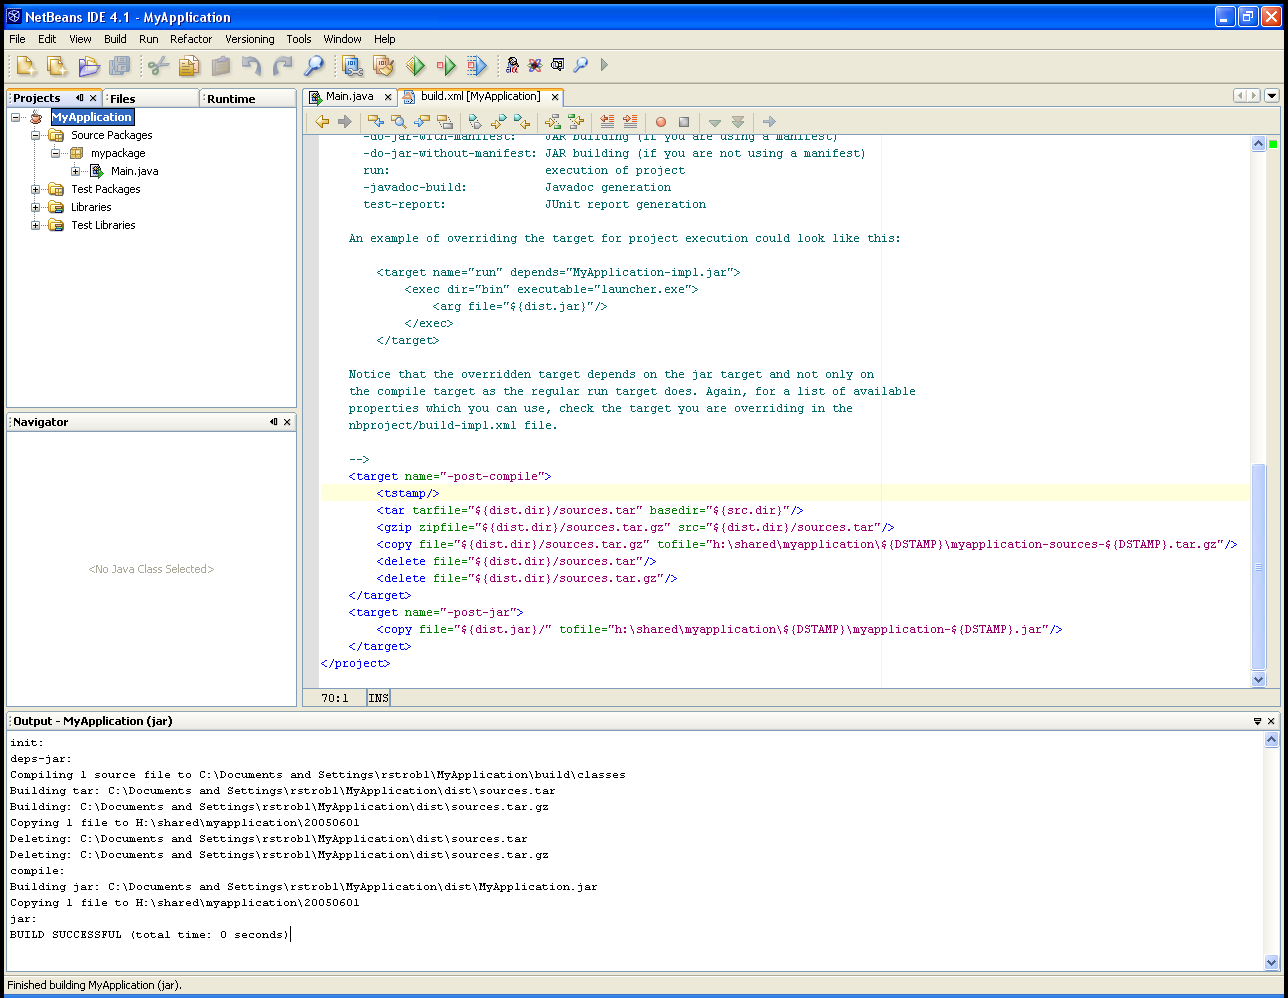 NetBeans IDE 4.1 - MyApplication
File Edit View Build Run Refactor Versioning Tools Window Help
Projects Files Runtime
MyApplication
Source Packages
mypackage
Main.java
Test Packages
Libraries
Test Libraries
Navigator
<No Java Class Selected>
Main.java build.xml [MyApplication]
-do-jar-with-manifest: JAR building (if you are using a manifest)
-do-jar-without-manifest: JAR building (if you are not using a manifest)
run: execution of project
-javadoc-build: Javadoc generation
test-report: JUnit report generation
An example of overriding the target for project execution could look like this:
<target name="run" depends="MyApplication-impl.jar">
<exec dir="bin" executable="launcher.exe">
<arg file="${dist.jar}"/>
</exec>
</target>
Notice that the overridden target depends on the jar target and not only on
the compile target as the regular run target does. Again, for a list of available
properties which you can use, check the target you are overriding in the
nbproject/build-impl.xml file.
-->
<target name="-post-compile">
<tstamp/>
<tar tarfile="${dist.dir}/sources.tar" basedir="${src.dir}"/>
<gzip zipfile="${dist.dir}/sources.tar.gz" src="${dist.dir}/sources.tar"/>
<copy file="${dist.dir}/sources.tar.gz" tofile="h:\shared\myapplication\${DSTAMP}\myapplication-sources-${DSTAMP}.tar.gz"/>
<delete file="${dist.dir}/sources.tar"/>
<delete file="${dist.dir}/sources.tar.gz"/>
</target>
<target name="-post-jar">
<copy file="${dist.jar}/" tofile="h:\shared\myapplication\${DSTAMP}\myapplication-${DSTAMP}.jar"/>
</target>
</project>
70:1 INS
Output - MyApplication (jar)
init:
deps-jar:
Compiling 1 source file to C:\Documents and Settings\rstrobl\MyApplication\build\classes
Building tar: C:\Documents and Settings\rstrobl\MyApplication\dist\sources.tar
Building: C:\Documents and Settings\rstrobl\MyApplication\dist\sources.tar.gz
Copying 1 file to H:\shared\myapplication\20050601
Deleting: C:\Documents and Settings\rstrobl\MyApplication\dist\sources.tar
Deleting: C:\Documents and Settings\rstrobl\MyApplication\dist\sources.tar.gz
compile:
Building jar: C:\Documents and Settings\rstrobl\MyApplication\dist\MyApplication.jar
Copying 1 file to H:\shared\myapplication\20050601
jar:
BUILD SUCCESSFUL (total time: 0 seconds)
Finished building MyApplication (jar).